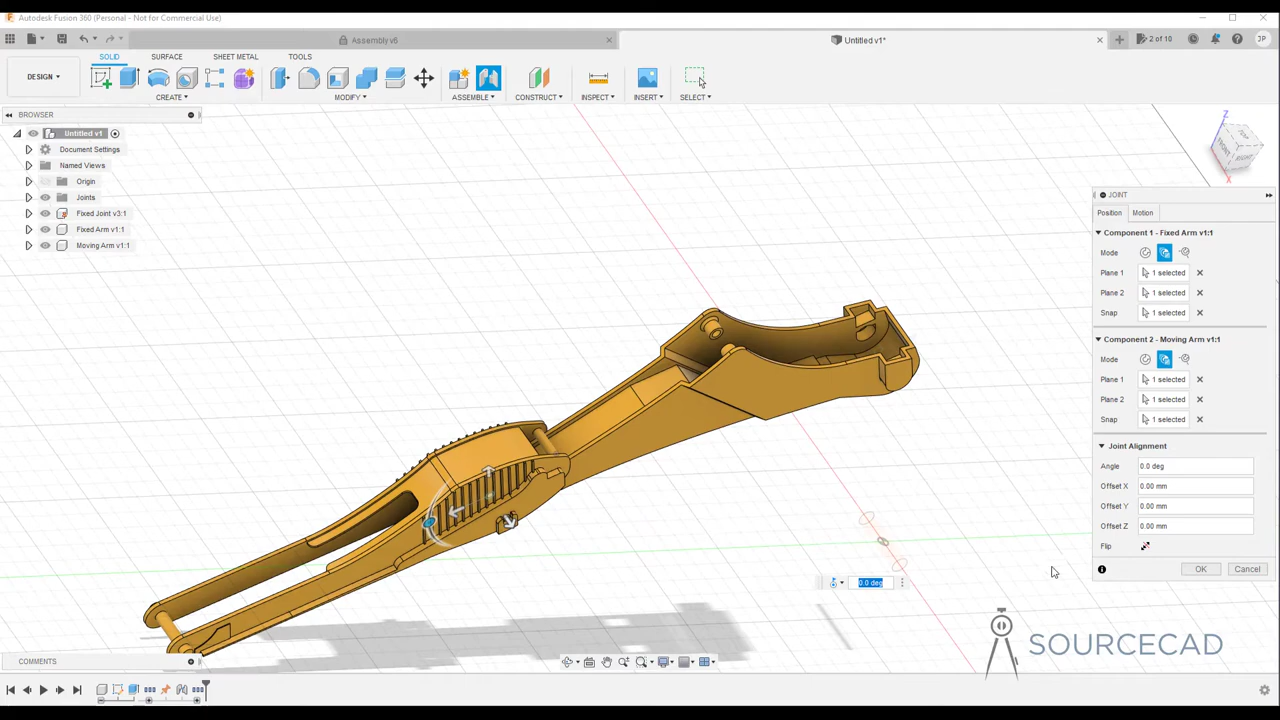 Autodesk Fusion 360 (Personal - Not for Commercial Use)
Assembly v6
Untitled v1*
2 of 10
JP
SOLID SURFACE SHEET METAL TOOLS
DESIGN
CREATE MODIFY ASSEMBLE CONSTRUCT INSPECT INSERT SELECT
BROWSER
Untitled v1
Document Settings
Named Views
Origin
Joints
Fixed Joint v3:1
Fixed Arm v1:1
Moving Arm v1:1
Z
TOP
FRONT
RIGHT
X
JOINT
Position Motion
Component 1 - Fixed Arm v1:1
Mode
Plane 1 1 selected
Plane 2 1 selected
Snap 1 selected
Component 2 - Moving Arm v1:1
Mode
Plane 1 1 selected
Plane 2 1 selected
Snap 1 selected
Joint Alignment
Angle 0.0 deg
Offset X 0.00 mm
Offset Y 0.00 mm
Offset Z 0.00 mm
Flip
OK Cancel
0.0 deg
SOURCECAD
COMMENTS